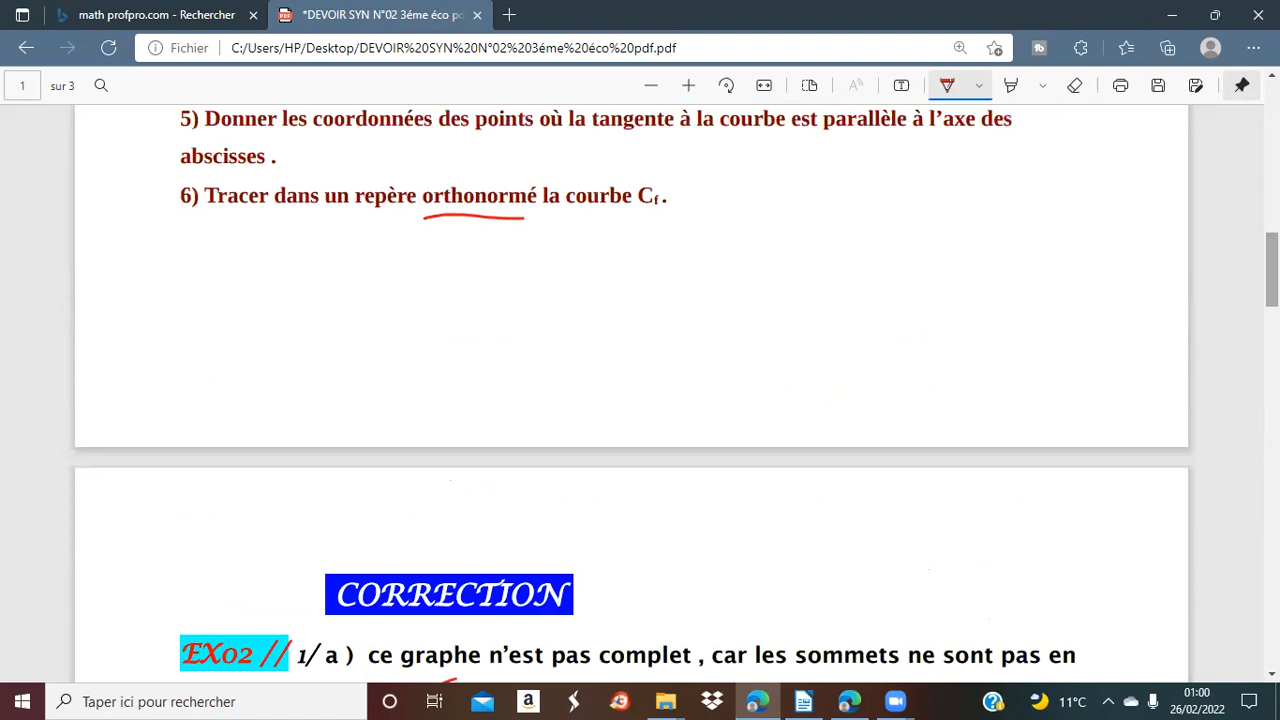 math profpro.com - Rechercher
*DEVOIR SYN N°02 3éme éco po
Fichier
C:/Users/HP/Desktop/DEVOIR%20SYN%20N°02%203éme%20éco%20pdf.pdf
1 sur 3
5) Donner les coordonnées des points où la tangente à la courbe est parallèle à l’axe des
abscisses .
6) Tracer dans un repère orthonormé la courbe Cf .
CORRECTION
EX02 // 1/ a ) ce graphe n’est pas complet , car les sommets ne sont pas en
Taper ici pour rechercher
11°C
01:00
26/02/2022